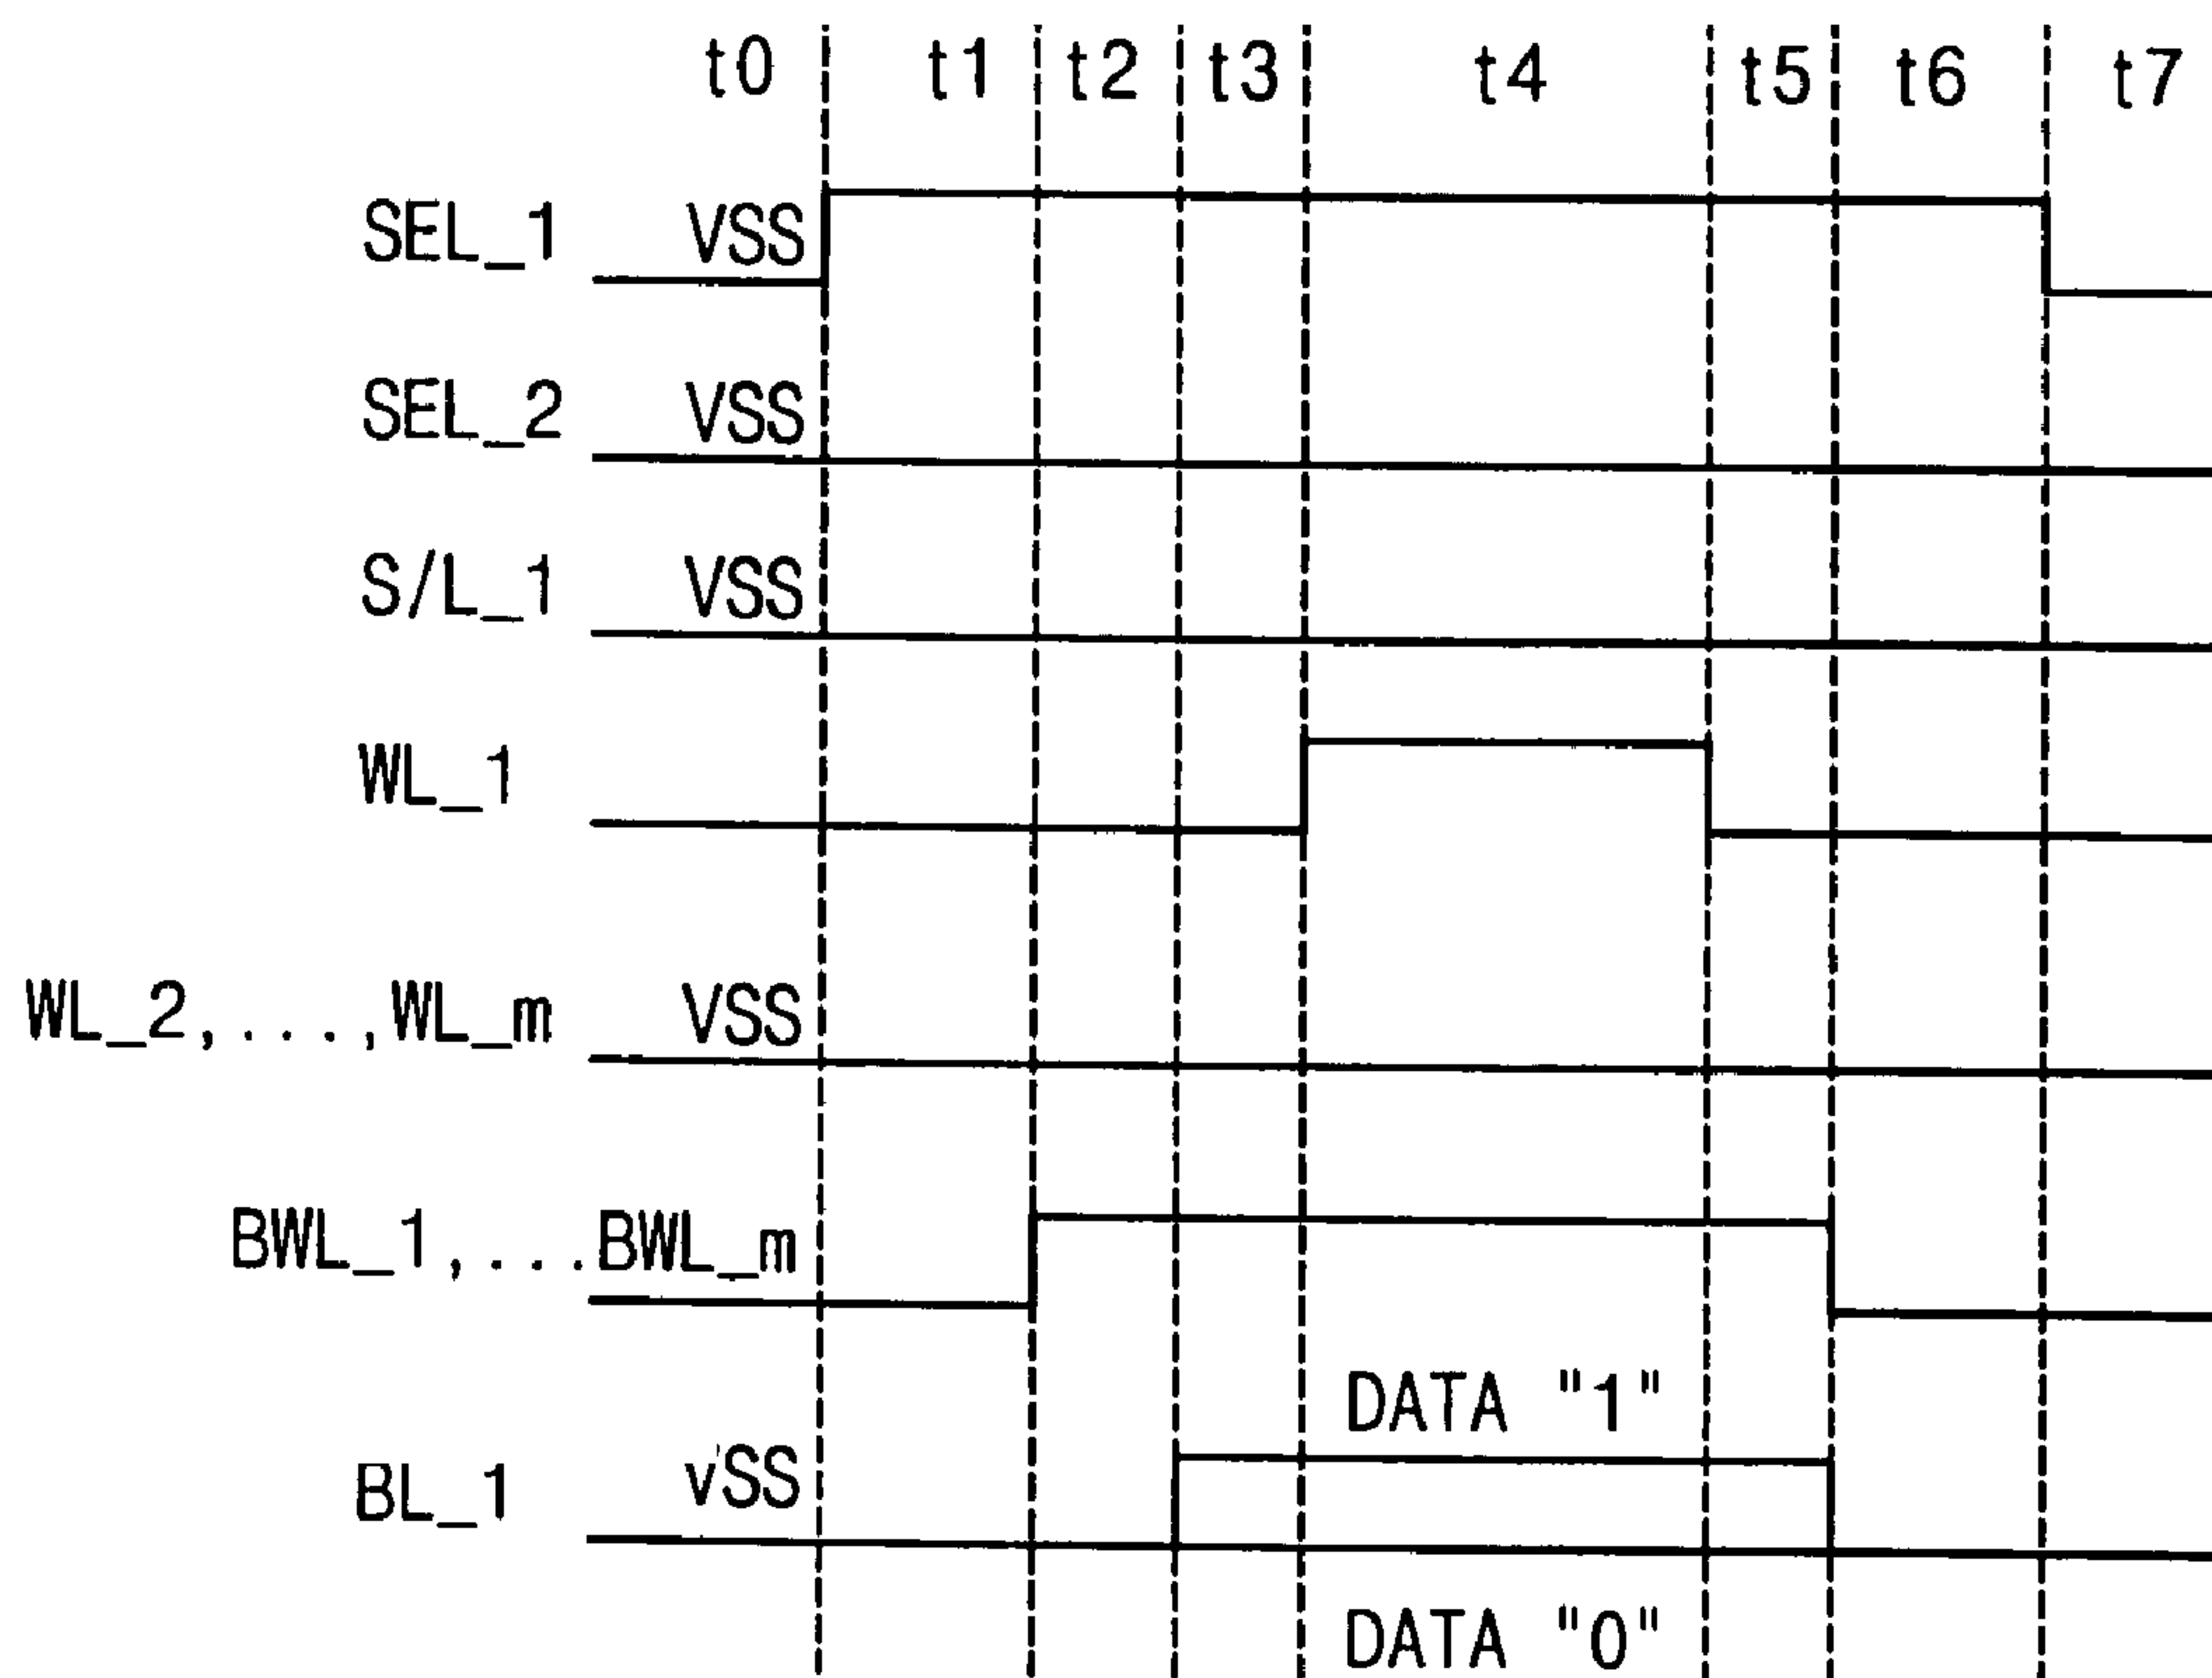 t0 t1 t2 t3 t4 t5 t6 t7
SEL_1 VSS
SEL_2 VSS
S/L_1 VSS
WL_1
WL_2,...,WL_m VSS
BWL_1,...BWL_m
DATA "1"
BL_1 vSS
DATA "0"